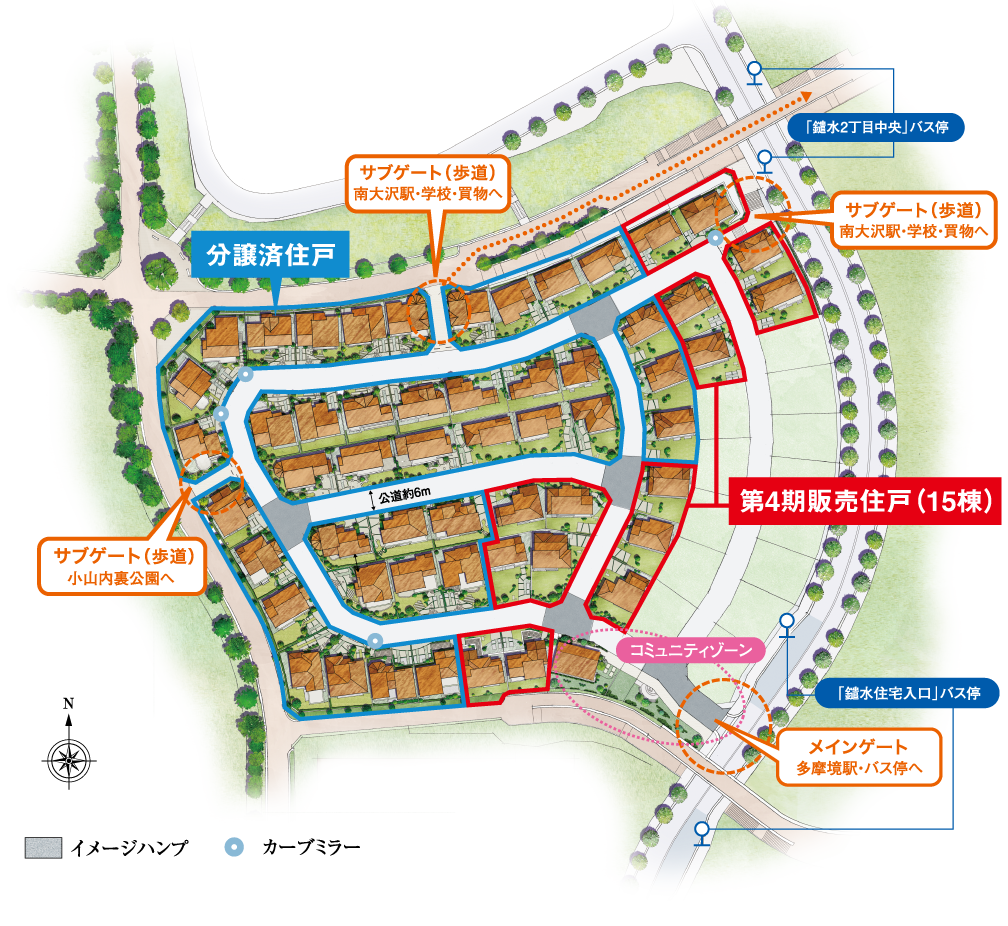 「鑓水2丁目中央」バス停
サブゲート（歩道）
南大沢駅・学校・買物へ
サブゲート（歩道）
南大沢駅・学校・買物へ
分譲済住戸
公道約6m
第4期販売住戸（15棟）
サブゲート（歩道）
小山内裏公園へ
コミュニティゾーン
「鑓水住宅入口」バス停
N
メインゲート
多摩境駅・バス停へ
イメージハンプ
カーブミラー